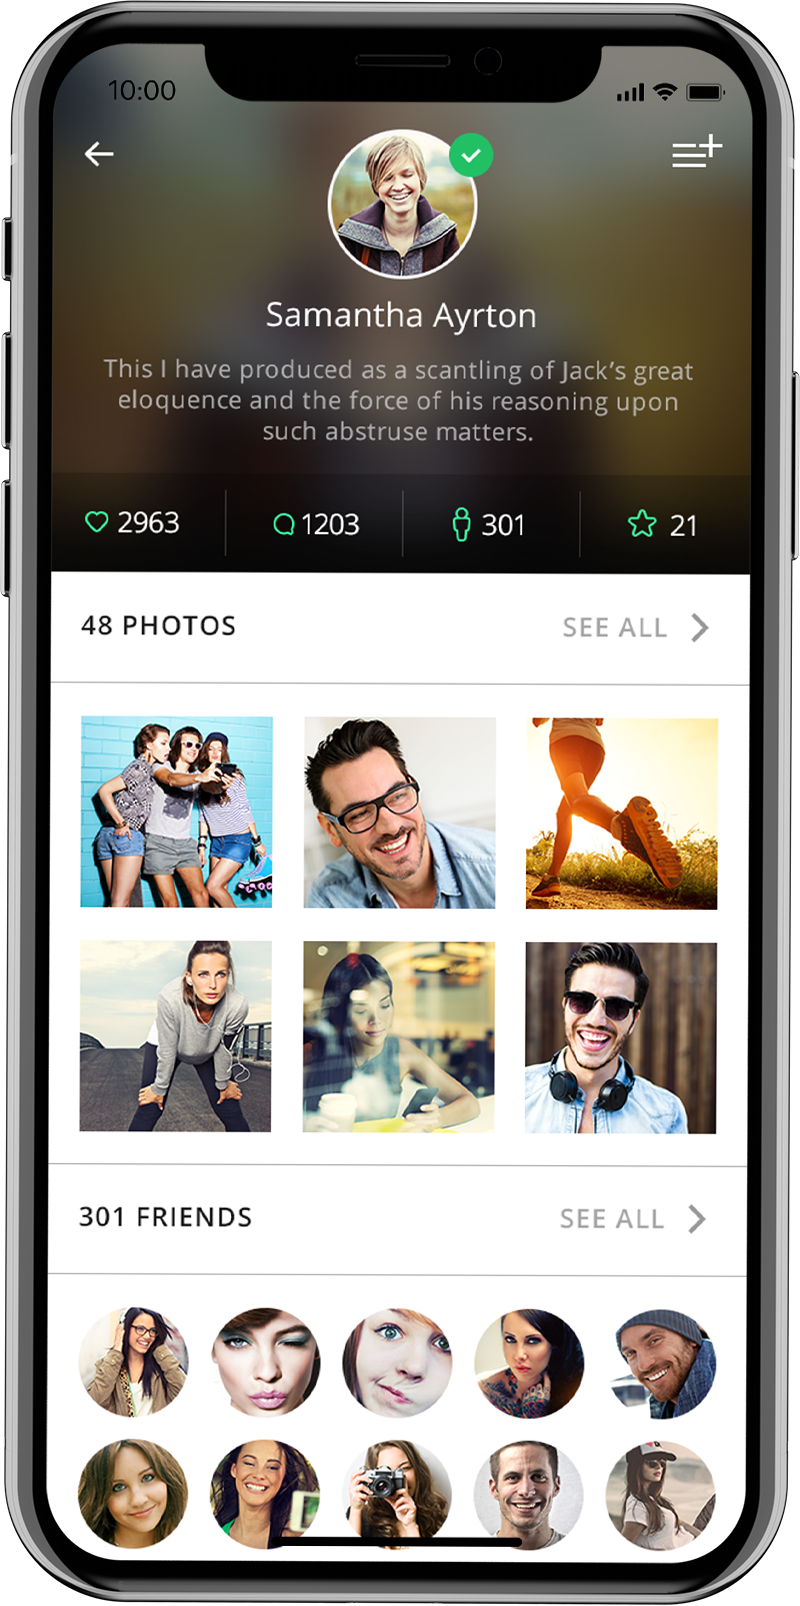 10:00
Samantha Ayrton
This I have produced as a scantling of Jack's great
eloquence and the force of his reasoning upon
such abstruse matters.
2963 1203 301 21
48 PHOTOS SEE ALL
301 FRIENDS SEE ALL